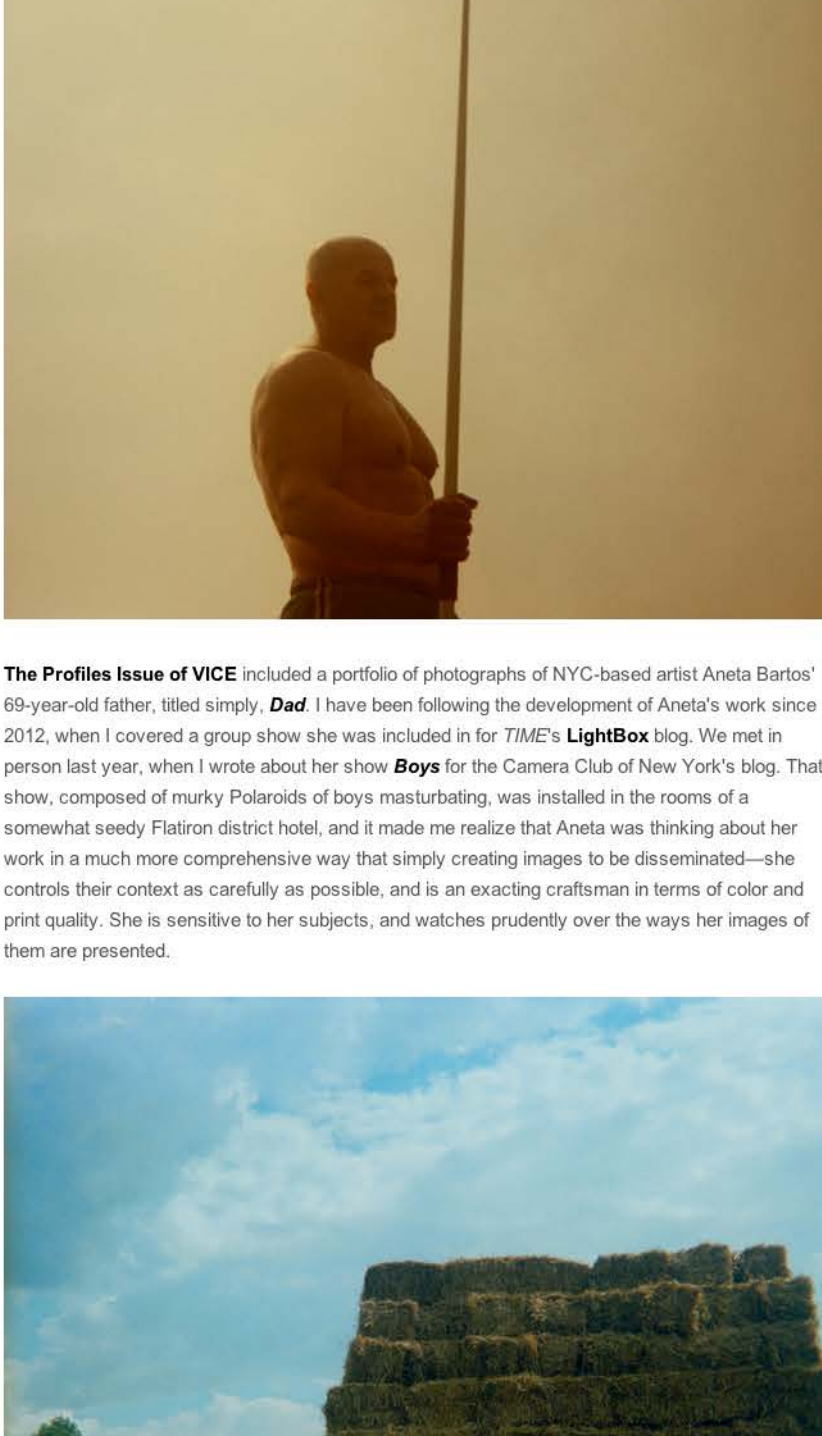 The Profiles Issue of VICE included a portfolio of photographs of NYC-based artist Aneta Bartos'
69-year-old father, titled simply, Dad. I have been following the development of Aneta's work since
2012, when I covered a group show she was included in for TIME's LightBox blog. We met in
person last year, when I wrote about her show Boys for the Camera Club of New York's blog. That
show, composed of murky Polaroids of boys masturbating, was installed in the rooms of a
somewhat seedy Flatiron district hotel, and it made me realize that Aneta was thinking about her
work in a much more comprehensive way that simply creating images to be disseminated—she
controls their context as carefully as possible, and is an exacting craftsman in terms of color and
print quality. She is sensitive to her subjects, and watches prudently over the ways her images of
them are presented.